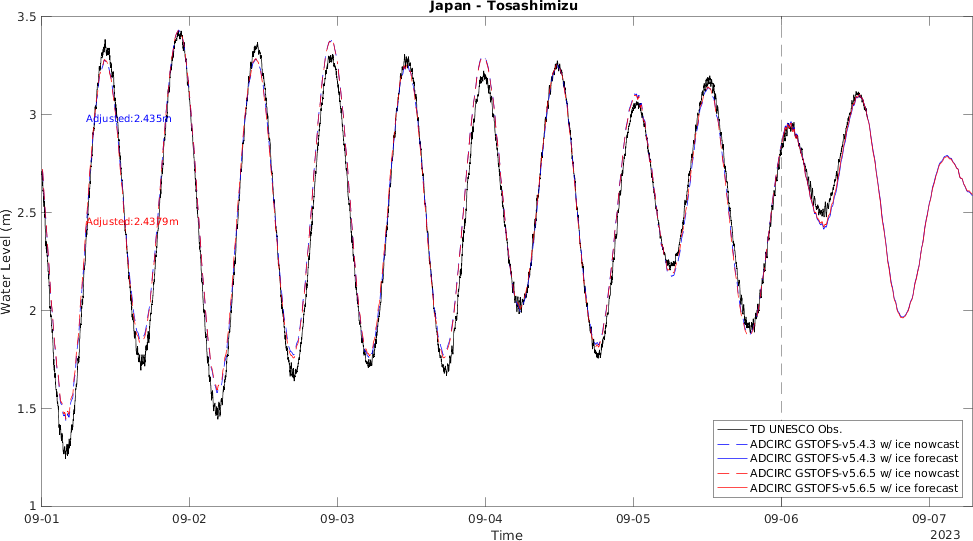 Japan - Tosashimizu
3.5
3
2.5
2
1.5
1
Water Level (m)
Adjusted:2.435m
Adjusted:2.4379m
TD UNESCO Obs.
ADCIRC GSTOFS-v5.4.3 w/ ice nowcast
ADCIRC GSTOFS-v5.4.3 w/ ice forecast
ADCIRC GSTOFS-v5.6.5 w/ ice nowcast
ADCIRC GSTOFS-v5.6.5 w/ ice forecast
09-01 09-02 09-03 09-04 09-05 09-06 09-07
Time
2023